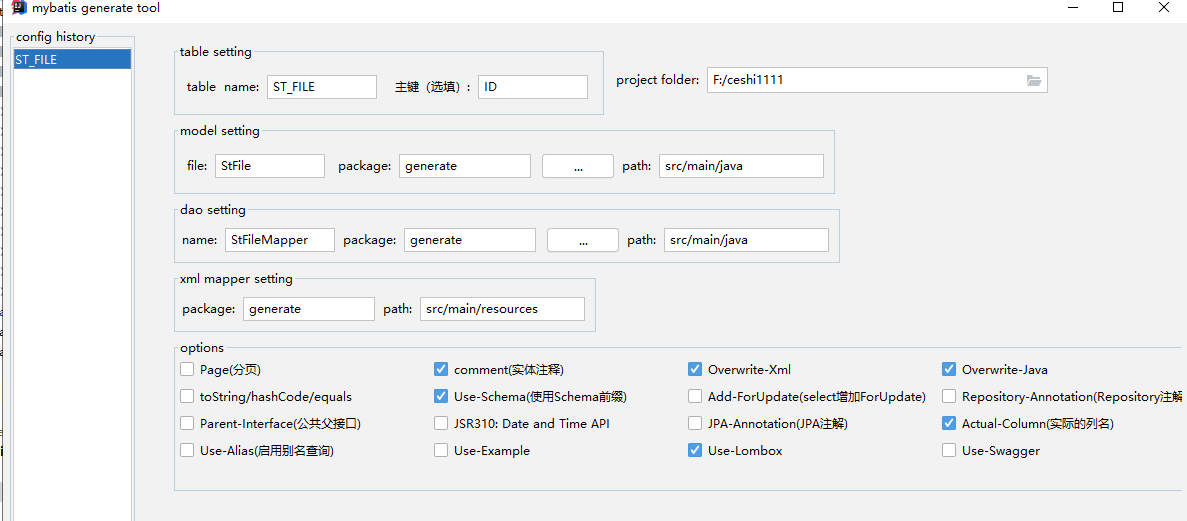 mybatis generate tool
config history
ST_FILE
table setting
table name: ST_FILE 主键（选填）: ID
project folder: F:/ceshi1111
model setting
file: StFile package: generate ... path: src/main/java
dao setting
name: StFileMapper package: generate ... path: src/main/java
xml mapper setting
package: generate path: src/main/resources
options
Page(分页) comment(实体注释) Overwrite-Xml Overwrite-Java
toString/hashCode/equals Use-Schema(使用Schema前缀) Add-ForUpdate(select增加ForUpdate) Repository-Annotation(Repository注解
Parent-Interface(公共父接口) JSR310: Date and Time API JPA-Annotation(JPA注解) Actual-Column(实际的列名)
Use-Alias(启用别名查询) Use-Example Use-Lombox Use-Swagger